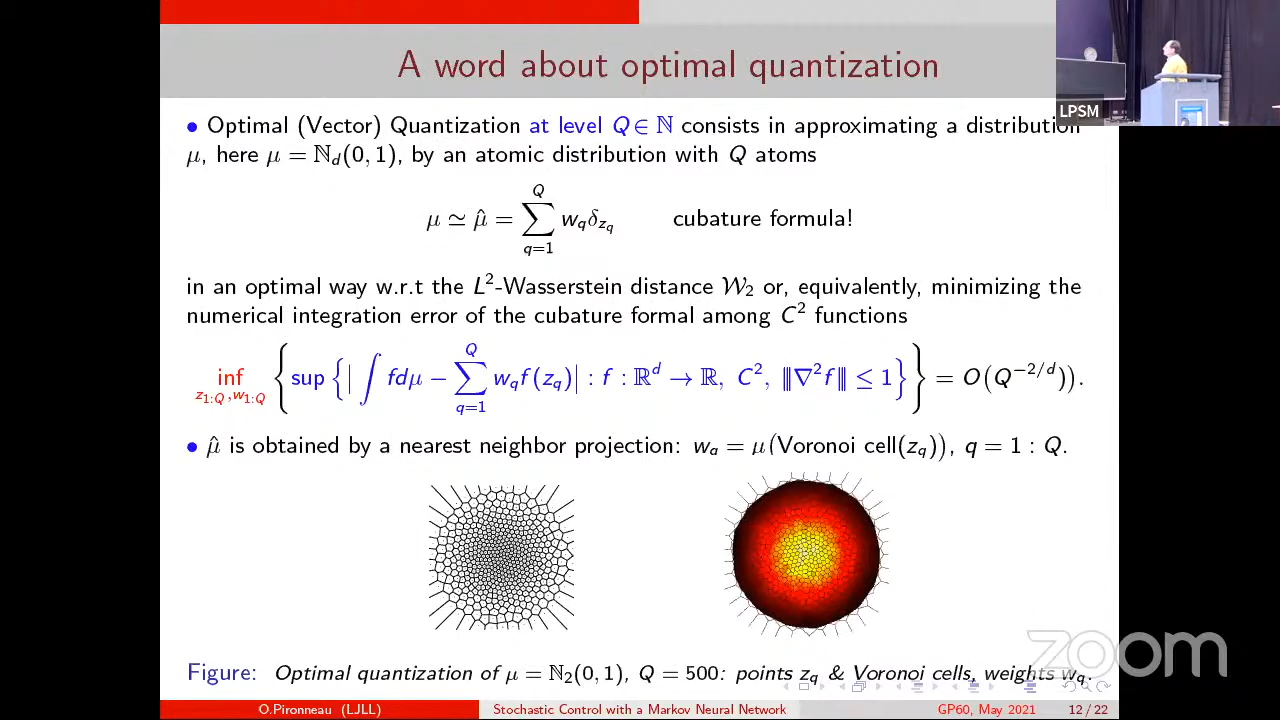 A word about optimal quantization
LPSM
• Optimal (Vector) Quantization at level Q ∈ ℕ consists in approximating a distribution
μ, here μ = ℕ_d(0, 1), by an atomic distribution with Q atoms
μ ≃ μ̂ = ∑_{q=1}^{Q} w_q δ_{z_q} cubature formula!
in an optimal way w.r.t the L²-Wasserstein distance 𝒲₂ or, equivalently, minimizing the
numerical integration error of the cubature formal among C² functions
inf_{z_{1:Q}, w_{1:Q}} { sup { | ∫ fdμ − ∑_{q=1}^{Q} w_q f(z_q) | : f : ℝ^d → ℝ, C², |||∇²f||| ≤ 1 } } = O(Q^{−2/d})).
• μ̂ is obtained by a nearest neighbor projection: w_q = μ(Voronoi cell(z_q)), q = 1 : Q.
Figure: Optimal quantization of μ = ℕ₂(0, 1), Q = 500: points z_q & Voronoi cells, weights w_q.
zoom
O.Pironneau (LJLL) Stochastic Control with a Markov Neural Network GP60, May 2021 12 / 22